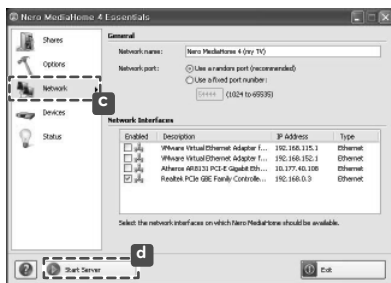 Nero MediaHome 4 Essentials
Shares
Options
Network
Devices
Status
c
General
Network name:
Nero MediaHome 4 (my TV)
Network port:
Use a random port (recommended)
Use a fixed port number:
(1024 to 65535)
Network Interfaces
Enabled Description IP Address Type
VMware Virtual Ethernet Adapter f... 192.168.115.1 Ethernet
VMware Virtual Ethernet Adapter f... 192.168.152.1 Ethernet
Atheros AR8131 PCI-E Gigabit Eth... 10.177.40.108 Ethernet
Realtek PCIe GBE Family Controlle... 192.168.0.3 Ethernet
Select the network interfaces on which Nero MediaHome should be available.
d
Start Server
Exit